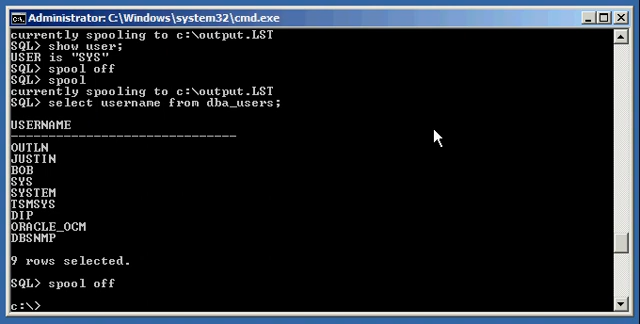 Administrator: C:\Windows\system32\cmd.exe
currently spooling to c:\output.LST
SQL> show user;
USER is "SYS"
SQL> spool off
SQL> spool
currently spooling to c:\output.LST
SQL> select username from dba_users;
USERNAME
------------------------------
OUTLN
JUSTIN
BOB
SYS
SYSTEM
TSMSYS
DIP
ORACLE_OCM
DBSNMP
9 rows selected.
SQL> spool off
c:\>